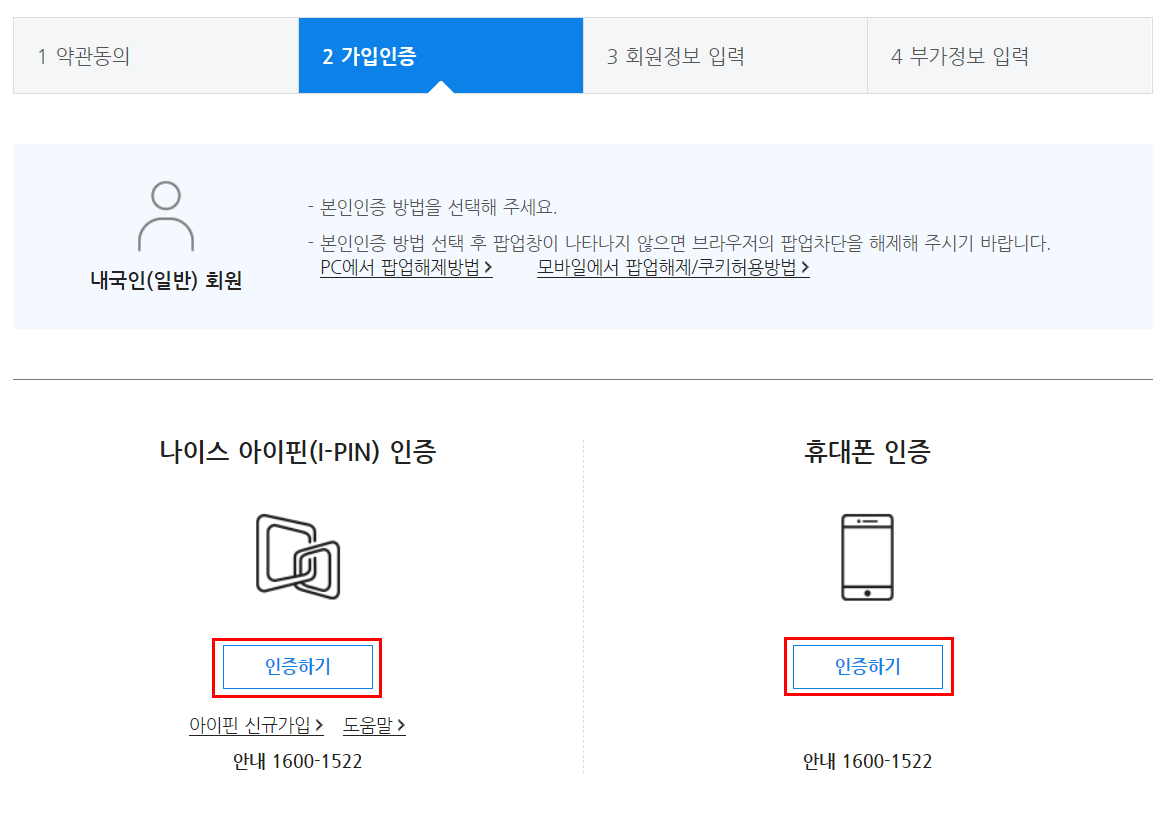 1 약관동의
2 가입인증
3 회원정보 입력
4 부가정보 입력
내국인(일반) 회원
- 본인인증 방법을 선택해 주세요.
- 본인인증 방법 선택 후 팝업창이 나타나지 않으면 브라우저의 팝업차단을 해제해 주시기 바랍니다.
PC에서 팝업해제방법 > 모바일에서 팝업해제/쿠키허용방법 >
나이스 아이핀(I-PIN) 인증
인증하기
아이핀 신규가입 > 도움말 >
안내 1600-1522
휴대폰 인증
인증하기
안내 1600-1522